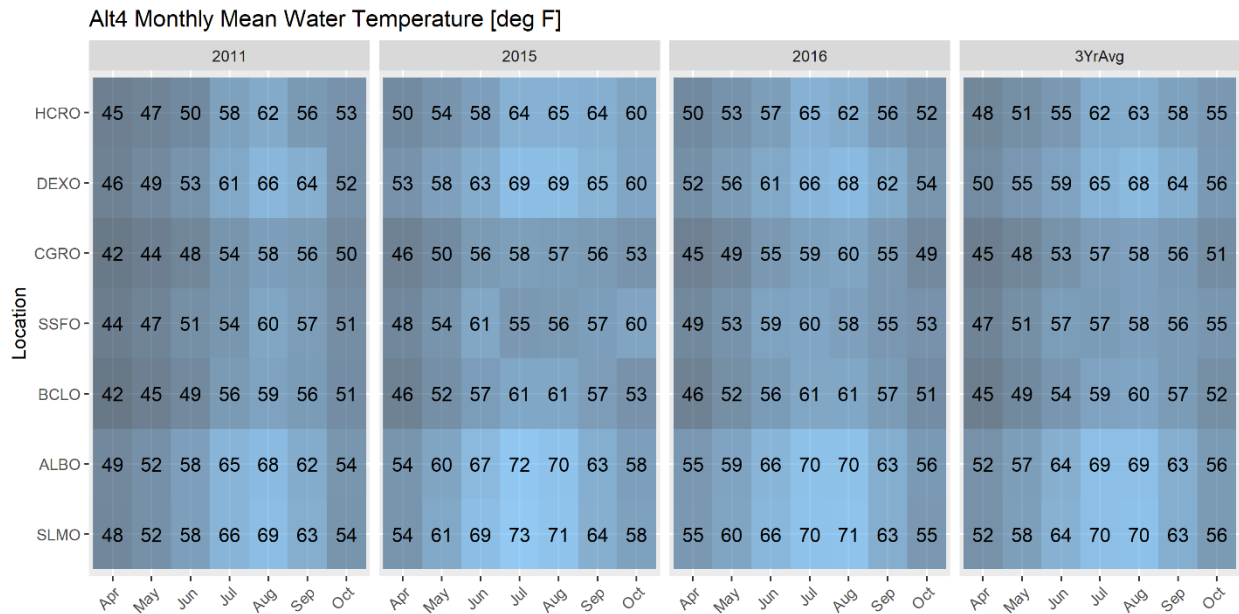 Alt4 Monthly Mean Water Temperature [deg F]
2011 2015 2016 3YrAvg
HCRO 45 47 50 58 62 56 53 50 54 58 64 65 64 60 50 53 57 65 62 56 52 48 51 55 62 63 58 55
DEXO 46 49 53 61 66 64 52 53 58 63 69 69 65 60 52 56 61 66 68 62 54 50 55 59 65 68 64 56
CGRO 42 44 48 54 58 56 50 46 50 56 58 57 56 53 45 49 55 59 60 55 49 45 48 53 57 58 56 51
SSFO 44 47 51 54 60 57 51 48 54 61 55 56 57 60 49 53 59 60 58 55 53 47 51 57 57 58 56 55
BCLO 42 45 49 56 59 56 51 46 52 57 61 61 57 53 46 52 56 61 61 57 51 45 49 54 59 60 57 52
ALBO 49 52 58 65 68 62 54 54 60 67 72 70 63 58 55 59 66 70 70 63 56 52 57 64 69 69 63 56
SLMO 48 52 58 66 69 63 54 54 61 69 73 71 64 58 55 60 66 70 71 63 55 52 58 64 70 70 63 56
Apr May Jun Jul Aug Sep Oct Apr May Jun Jul Aug Sep Oct Apr May Jun Jul Aug Sep Oct Apr May Jun Jul Aug Sep Oct
Location